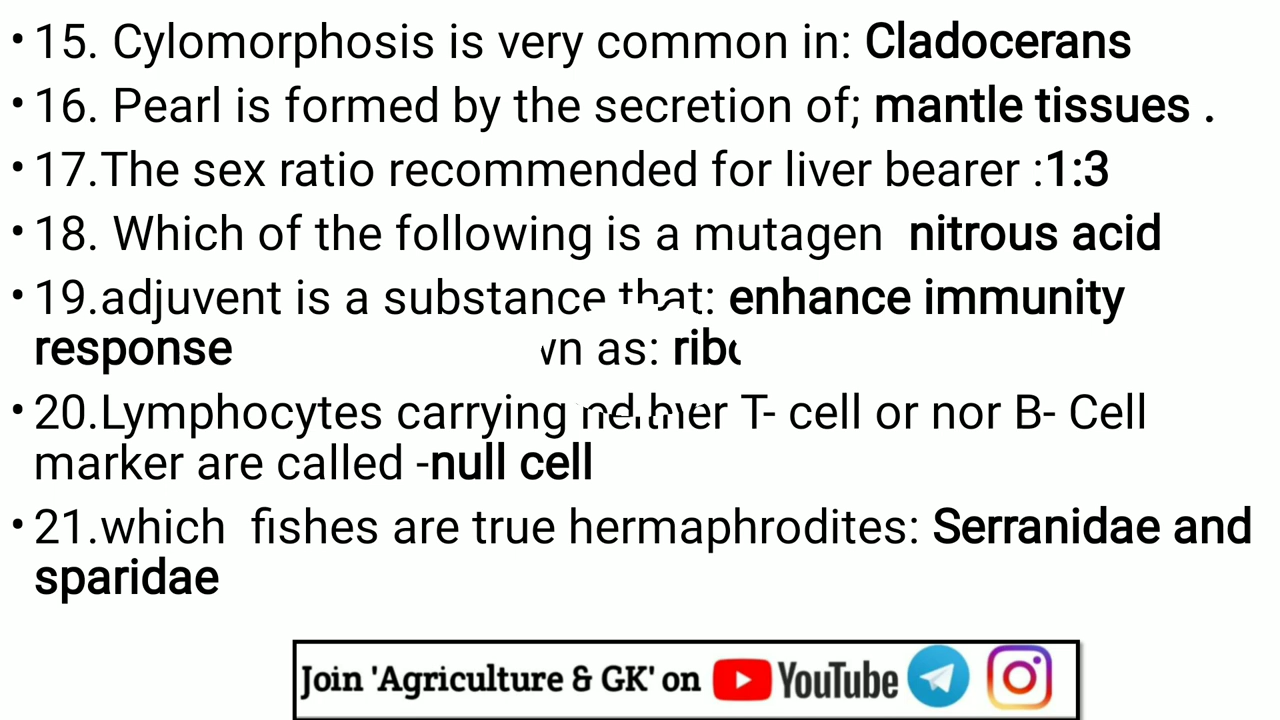 • 15. Cylomorphosis is very common in: Cladocerans
• 16. Pearl is formed by the secretion of; mantle tissues .
• 17.The sex ratio recommended for liver bearer :1:3
• 18. Which of the following is a mutagen nitrous acid
• 19.adjuvent is a substance that: enhance immunity
response as:
• 20.Lymphocytes carrying neither T- cell or nor B- Cell
marker are called -null cell
• 21.which fishes are true hermaphrodites: Serranidae and
sparidae
Join 'Agriculture & GK' on YouTube